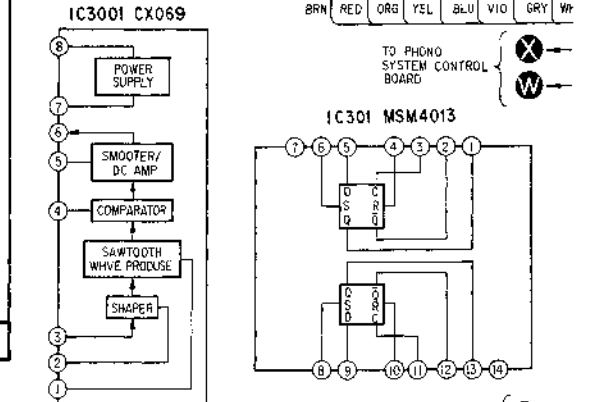 IC3001 CX069
8
POWER
SUPPLY
7
6
5
SMOOTER/
DC AMP
4
COMPARATOR
SAWTOOTH
WHVE PRODUSE
SHAPER
3
2
1
BRN RED ORG YEL BLU VIO GRY
TO PHONO
SYSTEM CONTROL
BOARD
X
W
IC301 MSM4013
7 6 5 4 3 2 1
D C
S R
Q Q̅
Q Q̅
S R
D C
8 9 10 11 12 13 14